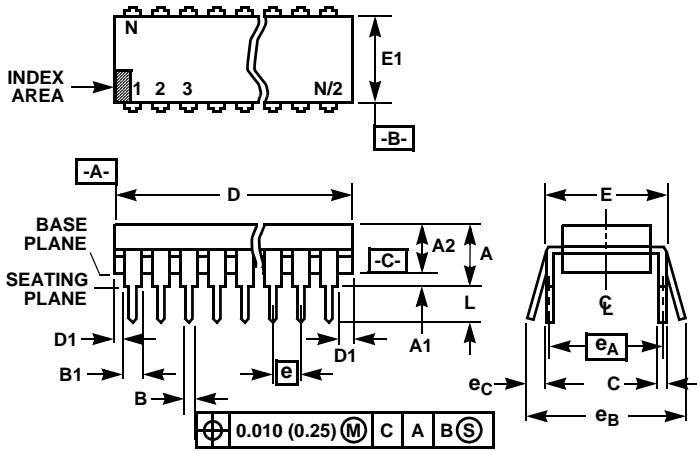 N
E1
INDEX
AREA
1 2 3 N/2
-B-
-A-
D
E
BASE
PLANE
A2
A
-C-
SEATING
PLANE
L
C L
D1
A1
D1
eA
B1
e
eC
C
B
eB
0.010 (0.25) M C A B S